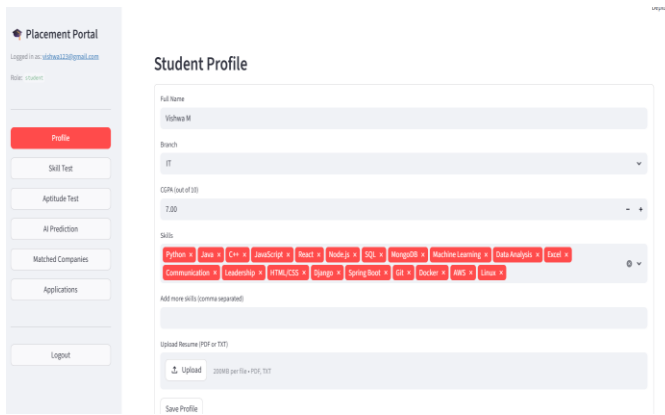 Placement Portal
Logged in as: vishwa123@gmail.com
Role: student
Profile
Skill Test
Aptitude Test
AI Prediction
Matched Companies
Applications
Logout
Student Profile
Full Name
Vishwa M
Branch
IT
CGPA (out of 10)
7.00
- +
Skills
Python × Java × C++ × JavaScript × React × Node.js × SQL × MongoDB × Machine Learning × Data Analysis × Excel ×
Communication × Leadership × HTML/CSS × Django × Spring Boot × Git × Docker × AWS × Linux ×
Add more skills (comma separated)
Upload Resume (PDF or TXT)
Upload 200MB per file • PDF, TXT
Save Profile